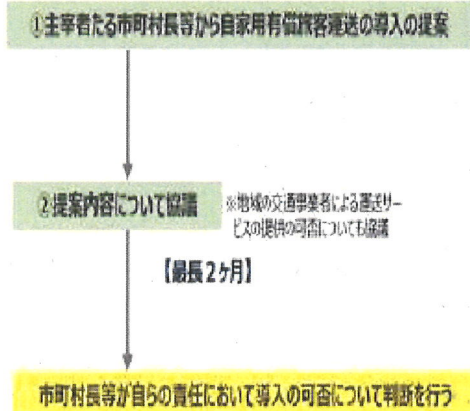 ①主宰者たる市町村長等から自家用有償旅客運送の導入の提案
②提案内容について協議
※地域の交通事業者による運送サー
ビスの提供の可否についても協議
【最長2ヶ月】
市町村長等が自らの責任において導入の可否について判断を行う